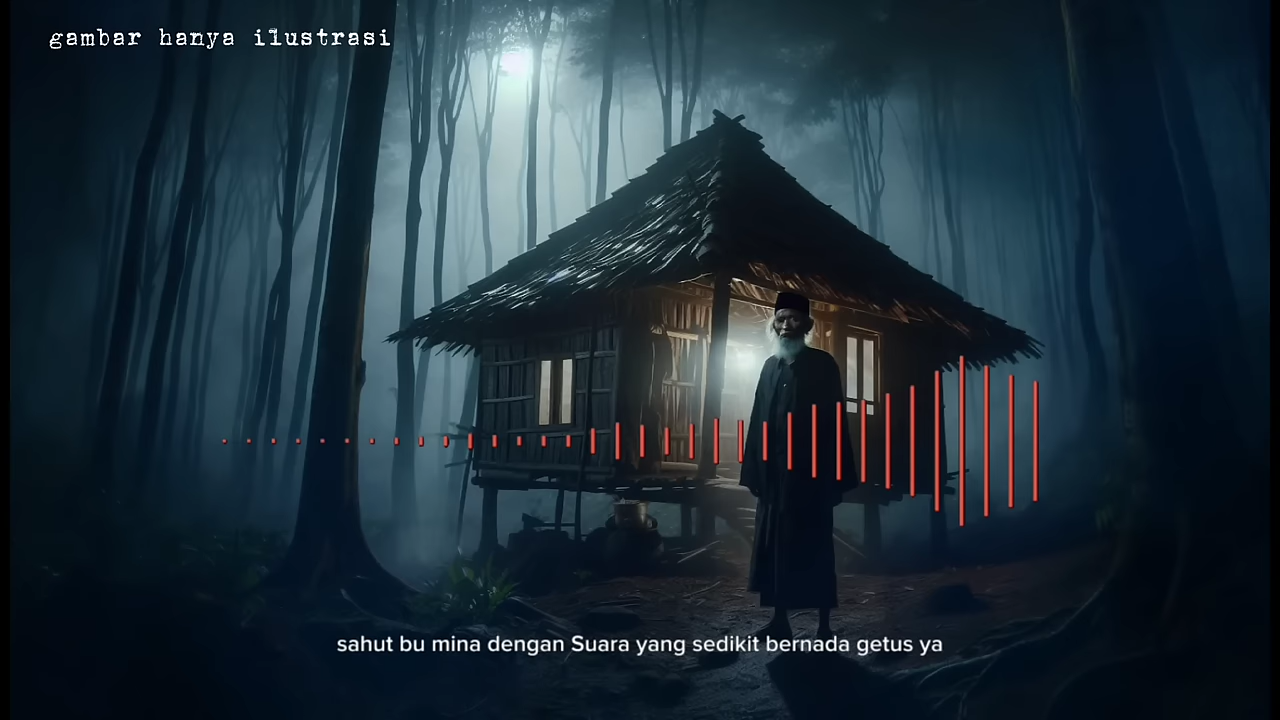 gambar hanya ilustrasi
sahut bu mina dengan Suara yang sedikit bernada getus ya